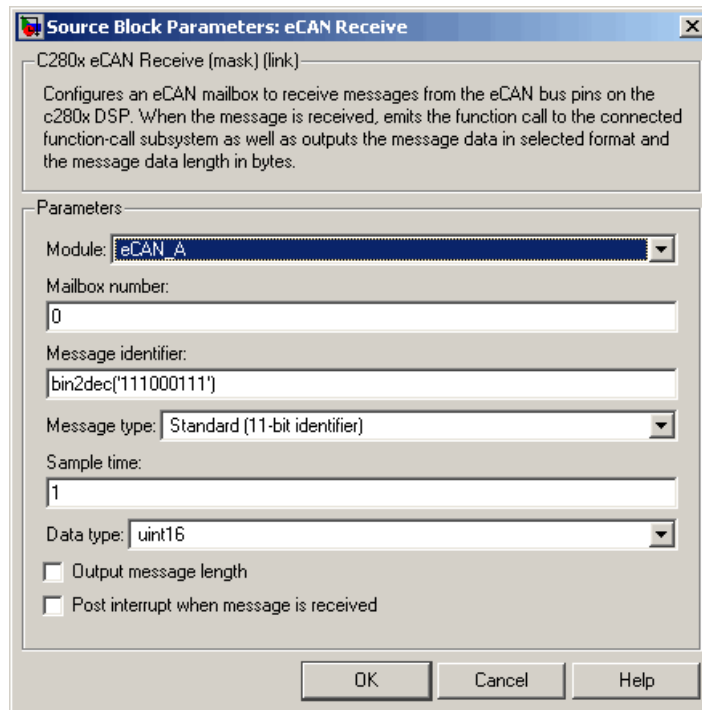 Source Block Parameters: eCAN Receive
C280x eCAN Receive (mask) (link)
Configures an eCAN mailbox to receive messages from the eCAN bus pins on the
c280x DSP. When the message is received, emits the function call to the connected
function-call subsystem as well as outputs the message data in selected format and
the message data length in bytes.
Parameters
Module: eCAN_A
Mailbox number:
0
Message identifier:
bin2dec('111000111')
Message type: Standard (11-bit identifier)
Sample time:
1
Data type: uint16
Output message length
Post interrupt when message is received
OK Cancel Help